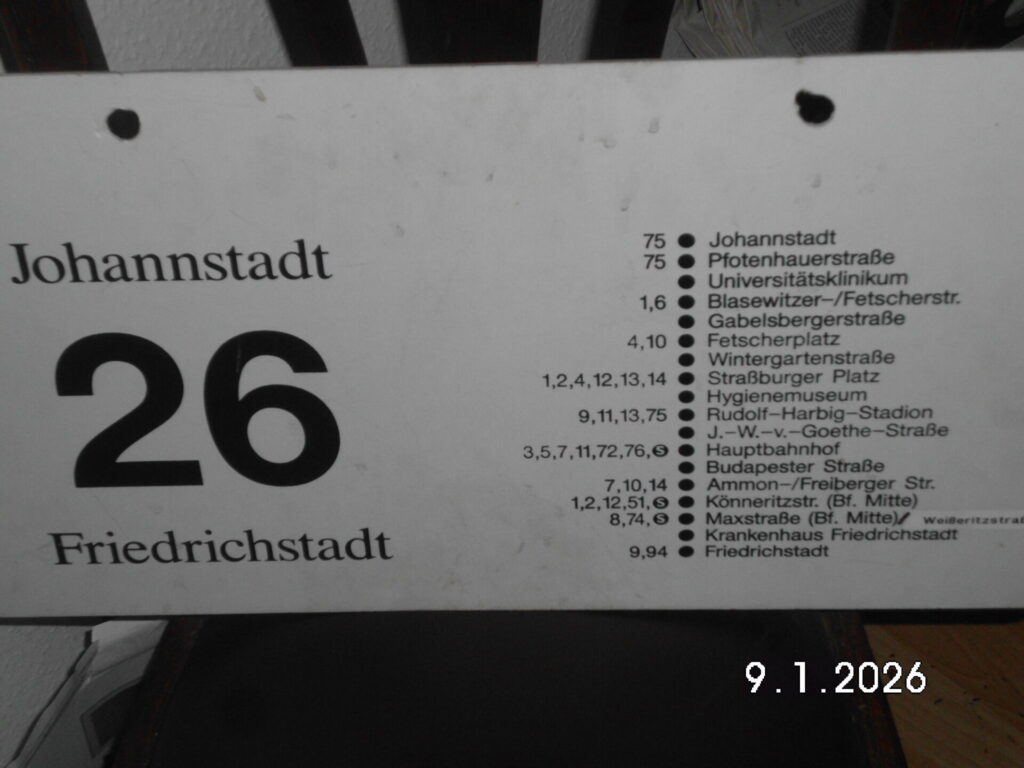 Johannstadt
26
Friedrichstadt
75 ● Johannstadt
75 ● Pfotenhauerstraße
● Universitätsklinikum
1,6 ● Blasewitzer-/Fetscherstr.
● Gabelsbergerstraße
4,10 ● Fetscherplatz
● Wintergartenstraße
1,2,4,12,13,14 ● Straßburger Platz
● Hygienemuseum
9,11,13,75 ● Rudolf-Harbig-Stadion
● J.-W.-v.-Goethe-Straße
3,5,7,11,72,76,S ● Hauptbahnhof
● Budapester Straße
7,10,14 ● Ammon-/Freiberger Str.
1,2,12,51,S ● Könneritzstr. (Bf. Mitte)
8,74,S ● Maxstraße (Bf. Mitte)/ Weißeritzstraß
● Krankenhaus Friedrichstadt
9,94 ● Friedrichstadt
9.1.2026